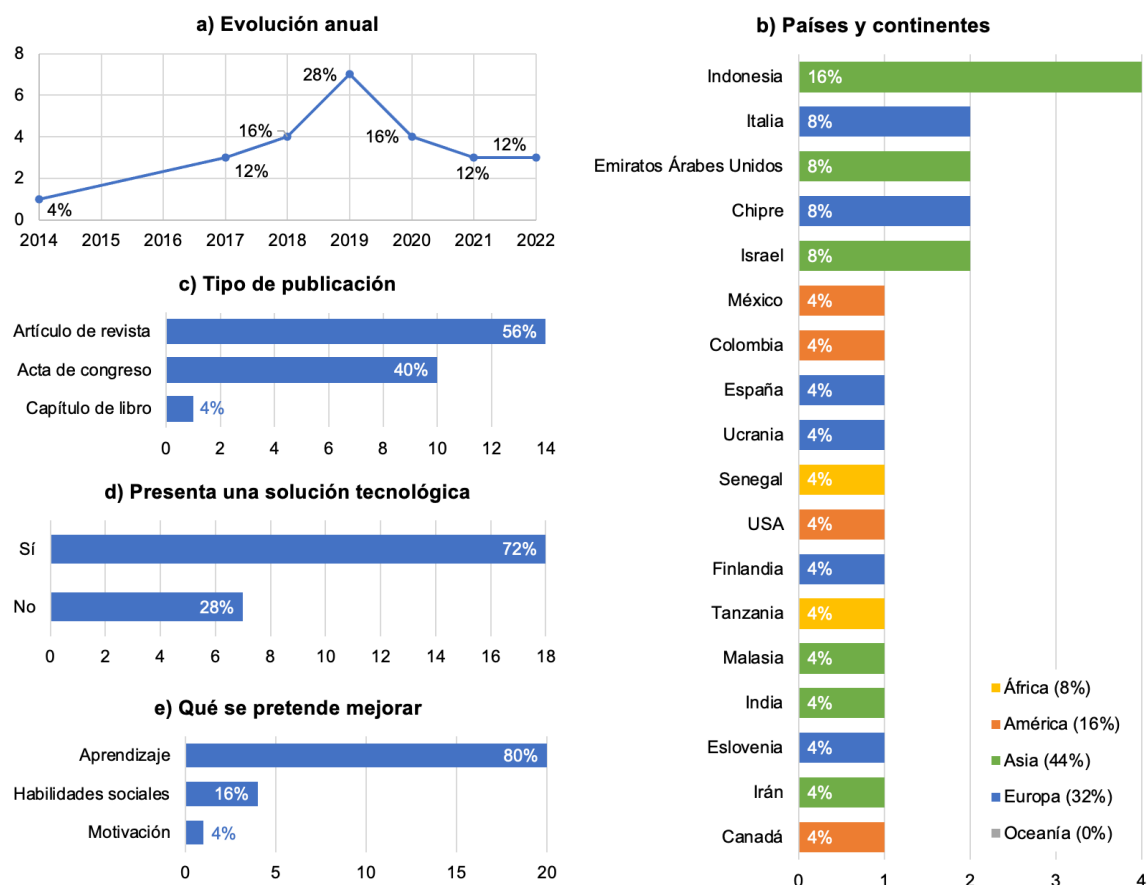 a) Evolución anual
8
6
4
2
0
4%
12%
16%
28%
16%
12%
12%
2014 2015 2016 2017 2018 2019 2020 2021 2022
c) Tipo de publicación
Artículo de revista 56%
Acta de congreso 40%
Capítulo de libro 4%
0 2 4 6 8 10 12 14
d) Presenta una solución tecnológica
Sí 72%
No 28%
0 2 4 6 8 10 12 14 16 18
e) Qué se pretende mejorar
Aprendizaje 80%
Habilidades sociales 16%
Motivación 4%
0 5 10 15 20
b) Países y continentes
Indonesia 16%
Italia 8%
Emiratos Árabes Unidos 8%
Chipre 8%
Israel 8%
México 4%
Colombia 4%
España 4%
Ucrania 4%
Senegal 4%
USA 4%
Finlandia 4%
Tanzania 4%
Malasia 4%
India 4%
Eslovenia 4%
Irán 4%
Canadá 4%
0 1 2 3 4
África (8%)
América (16%)
Asia (44%)
Europa (32%)
Oceanía (0%)